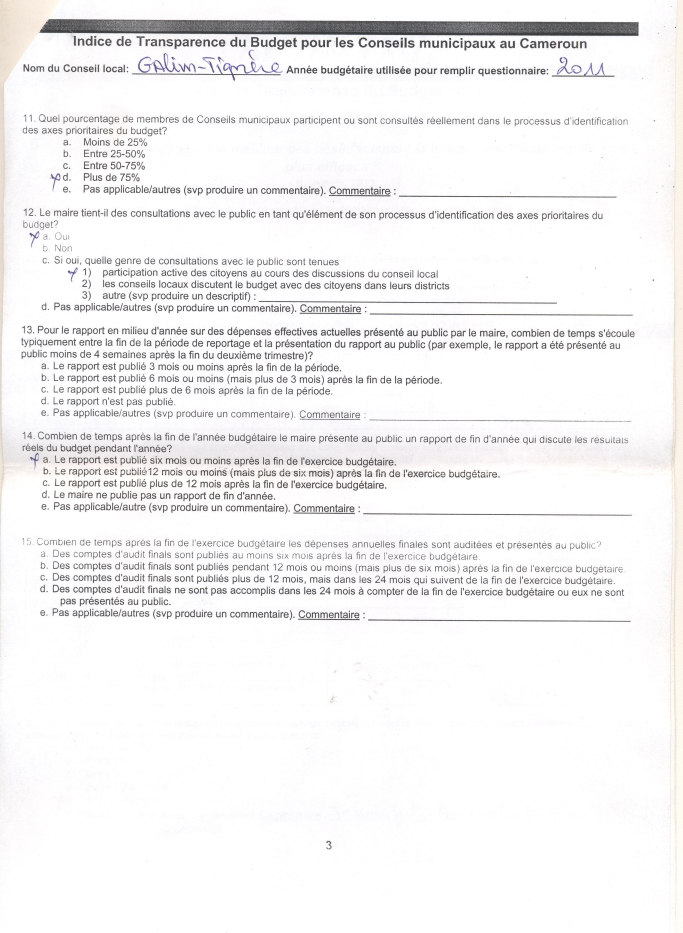 Indice de Transparence du Budget pour les Conseils municipaux au Cameroun
Nom du Conseil local: GAlim-Tignère Année budgétaire utilisée pour remplir questionnaire: 2011
11. Quel pourcentage de membres de Conseils municipaux participent ou sont consultés réellement dans le processus d'identification
des axes prioritaires du budget?
a. Moins de 25%
b. Entre 25-50%
c. Entre 50-75%
d. Plus de 75%
e. Pas applicable/autres (svp produire un commentaire). Commentaire :
12. Le maire tient-il des consultations avec le public en tant qu'élément de son processus d'identification des axes prioritaires du
budget?
a. Oui
b. Non
c. Si oui, quelle genre de consultations avec le public sont tenues
1) participation active des citoyens au cours des discussions du conseil local
2) les conseils locaux discutent le budget avec des citoyens dans leurs districts
3) autre (svp produire un descriptif) :
d. Pas applicable/autres (svp produire un commentaire). Commentaire :
13. Pour le rapport en milieu d'année sur des dépenses effectives actuelles présenté au public par le maire, combien de temps s'écoule
typiquement entre la fin de la période de reportage et la présentation du rapport au public (par exemple, le rapport a été présenté au
public moins de 4 semaines après la fin du deuxième trimestre)?
a. Le rapport est publié 3 mois ou moins après la fin de la période.
b. Le rapport est publié 6 mois ou moins (mais plus de 3 mois) après la fin de la période.
c. Le rapport est publié plus de 6 mois après la fin de la période.
d. Le rapport n'est pas publié.
e. Pas applicable/autres (svp produire un commentaire). Commentaire :
14. Combien de temps après la fin de l'année budgétaire le maire présente au public un rapport de fin d'année qui discute les résultats
réels du budget pendant l'année?
a. Le rapport est publié six mois ou moins après la fin de l'exercice budgétaire.
b. Le rapport est publié12 mois ou moins (mais plus de six mois) après la fin de l'exercice budgétaire.
c. Le rapport est publié plus de 12 mois après la fin de l'exercice budgétaire.
d. Le maire ne publie pas un rapport de fin d'année.
e. Pas applicable/autre (svp produire un commentaire). Commentaire :
15. Combien de temps après la fin de l'exercice budgétaire les dépenses annuelles finales sont auditées et présentés au public?
a. Des comptes d'audit finals sont publiés au moins six mois après la fin de l'exercice budgétaire.
b. Des comptes d'audit finals sont publiés pendant 12 mois ou moins (mais plus de six mois) après la fin de l'exercice budgétaire.
c. Des comptes d'audit finals sont publiés plus de 12 mois, mais dans les 24 mois qui suivent de la fin de l'exercice budgétaire.
d. Des comptes d'audit finals ne sont pas accomplis dans les 24 mois à compter de la fin de l'exercice budgétaire ou eux ne sont
pas présentés au public.
e. Pas applicable/autres (svp produire un commentaire). Commentaire :
3